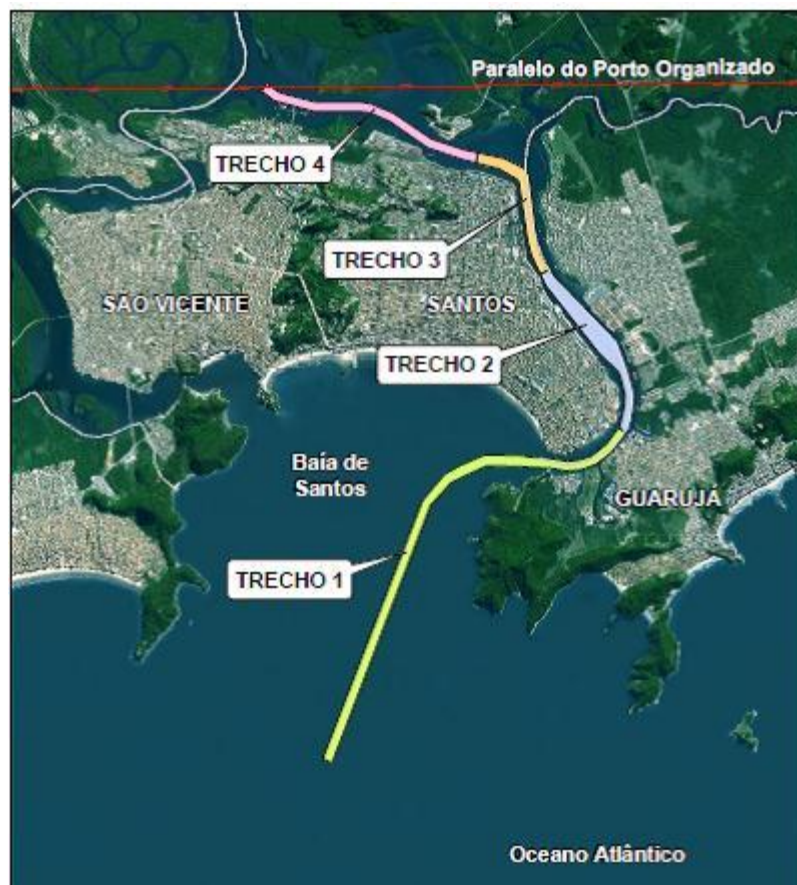 Paralelo do Porto Organizado
TRECHO 4
TRECHO 3
SAO VICENTE
SANTOS
TRECHO 2
Baía de
Santos
GUARUJÁ
TRECHO 1
Oceano Atlântico